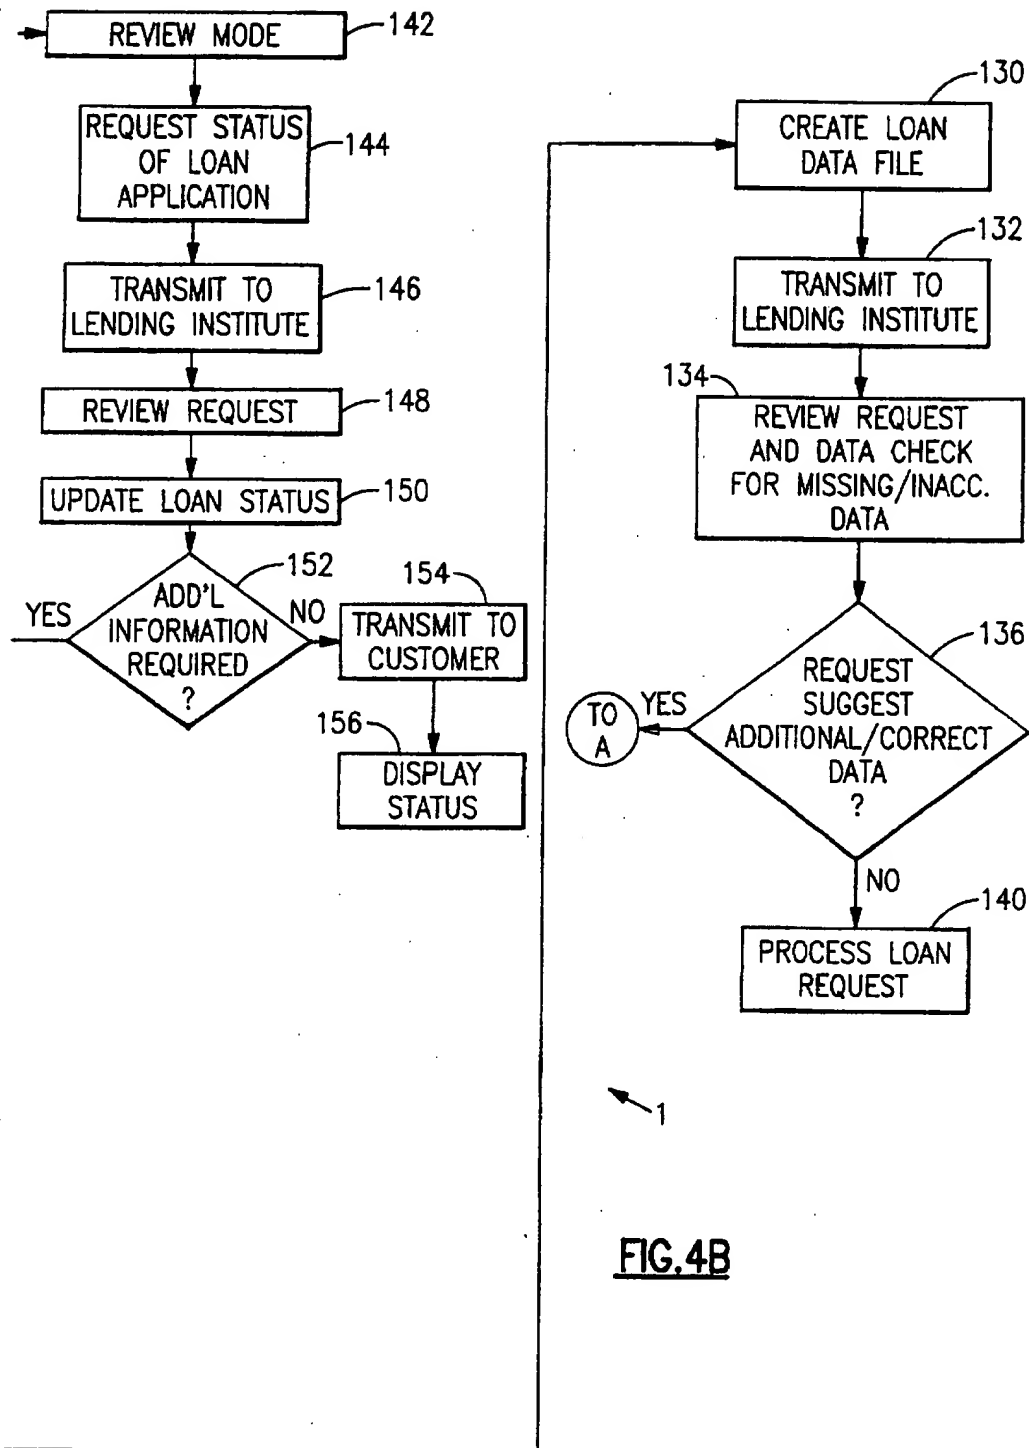 REVIEW MODE
142
REQUEST STATUS
OF LOAN
APPLICATION
144
TRANSMIT TO
LENDING INSTITUTE
146
REVIEW REQUEST
148
UPDATE LOAN STATUS
150
ADD'L
INFORMATION
REQUIRED
?
152
YES
NO
TRANSMIT TO
CUSTOMER
154
DISPLAY
STATUS
156
CREATE LOAN
DATA FILE
130
TRANSMIT TO
LENDING INSTITUTE
132
134
REVIEW REQUEST
AND DATA CHECK
FOR MISSING/INACC.
DATA
REQUEST
SUGGEST
ADDITIONAL/CORRECT
DATA
?
136
YES
TO
A
NO
140
PROCESS LOAN
REQUEST
1
FIG.4B